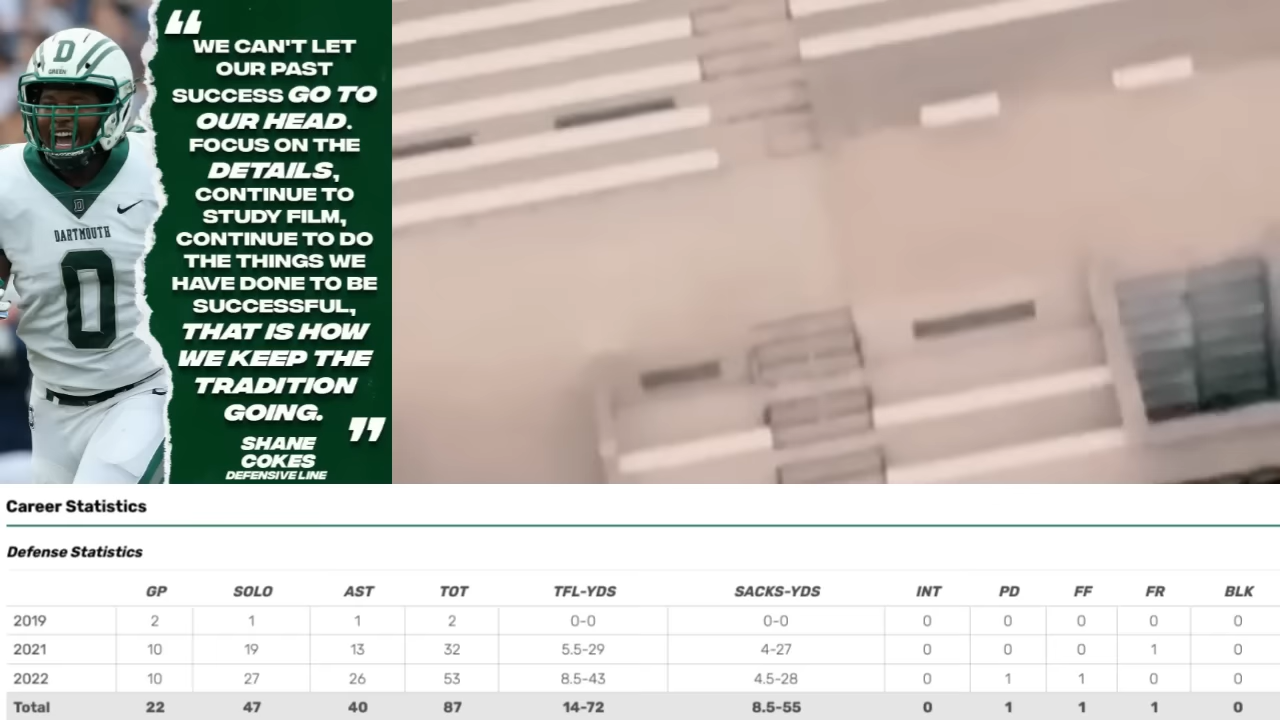 “
WE CAN'T LET
OUR PAST
SUCCESS GO TO
OUR HEAD.
FOCUS ON THE
DETAILS,
CONTINUE TO
STUDY FILM,
CONTINUE TO DO
THE THINGS WE
HAVE DONE TO BE
SUCCESSFUL,
THAT IS HOW
WE KEEP THE
TRADITION
GOING.
”
SHANE
COKES
DEFENSIVE LINE
D
GREEN
D
DARTMOUTH
0
Career Statistics
Defense Statistics
GP SOLO AST TOT TFL-YDS SACKS-YDS INT PD FF FR BLK
2019 2 1 1 2 0-0 0-0 0 0 0 0 0
2021 10 19 13 32 5.5-29 4-27 0 0 0 1 0
2022 10 27 26 53 8.5-43 4.5-28 0 1 1 0 0
Total 22 47 40 87 14-72 8.5-55 0 1 1 1 0